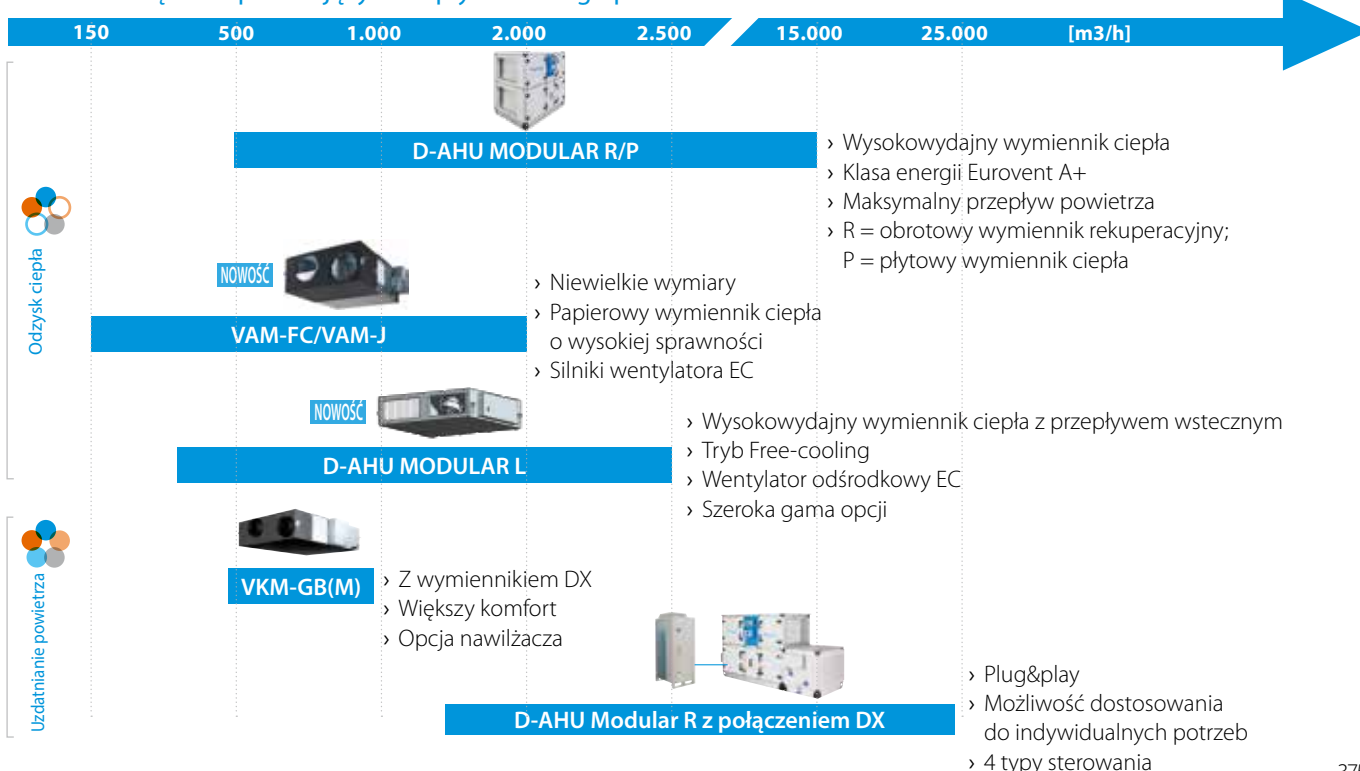 150 500 1.000 2.000 2.500 15.000 25.000 [m3/h]
Odzysk ciepła
D-AHU MODULAR R/P
› Wysokowydajny wymiennik ciepła
› Klasa energii Eurovent A+
› Maksymalny przepływ powietrza
› R = obrotowy wymiennik rekuperacyjny;
P = płytowy wymiennik ciepła
NOWOŚĆ
VAM-FC/VAM-J
› Niewielkie wymiary
› Papierowy wymiennik ciepła
o wysokiej sprawności
› Silniki wentylatora EC
NOWOŚĆ
D-AHU MODULAR L
› Wysokowydajny wymiennik ciepła z przepływem wstecznym
› Tryb Free-cooling
› Wentylator odśrodkowy EC
› Szeroka gama opcji
Uzdatnianie powietrza
VKM-GB(M)
› Z wymiennikiem DX
› Większy komfort
› Opcja nawilżacza
D-AHU Modular R z połączeniem DX
› Plug&play
› Możliwość dostosowania
do indywidualnych potrzeb
› 4 typy sterowania